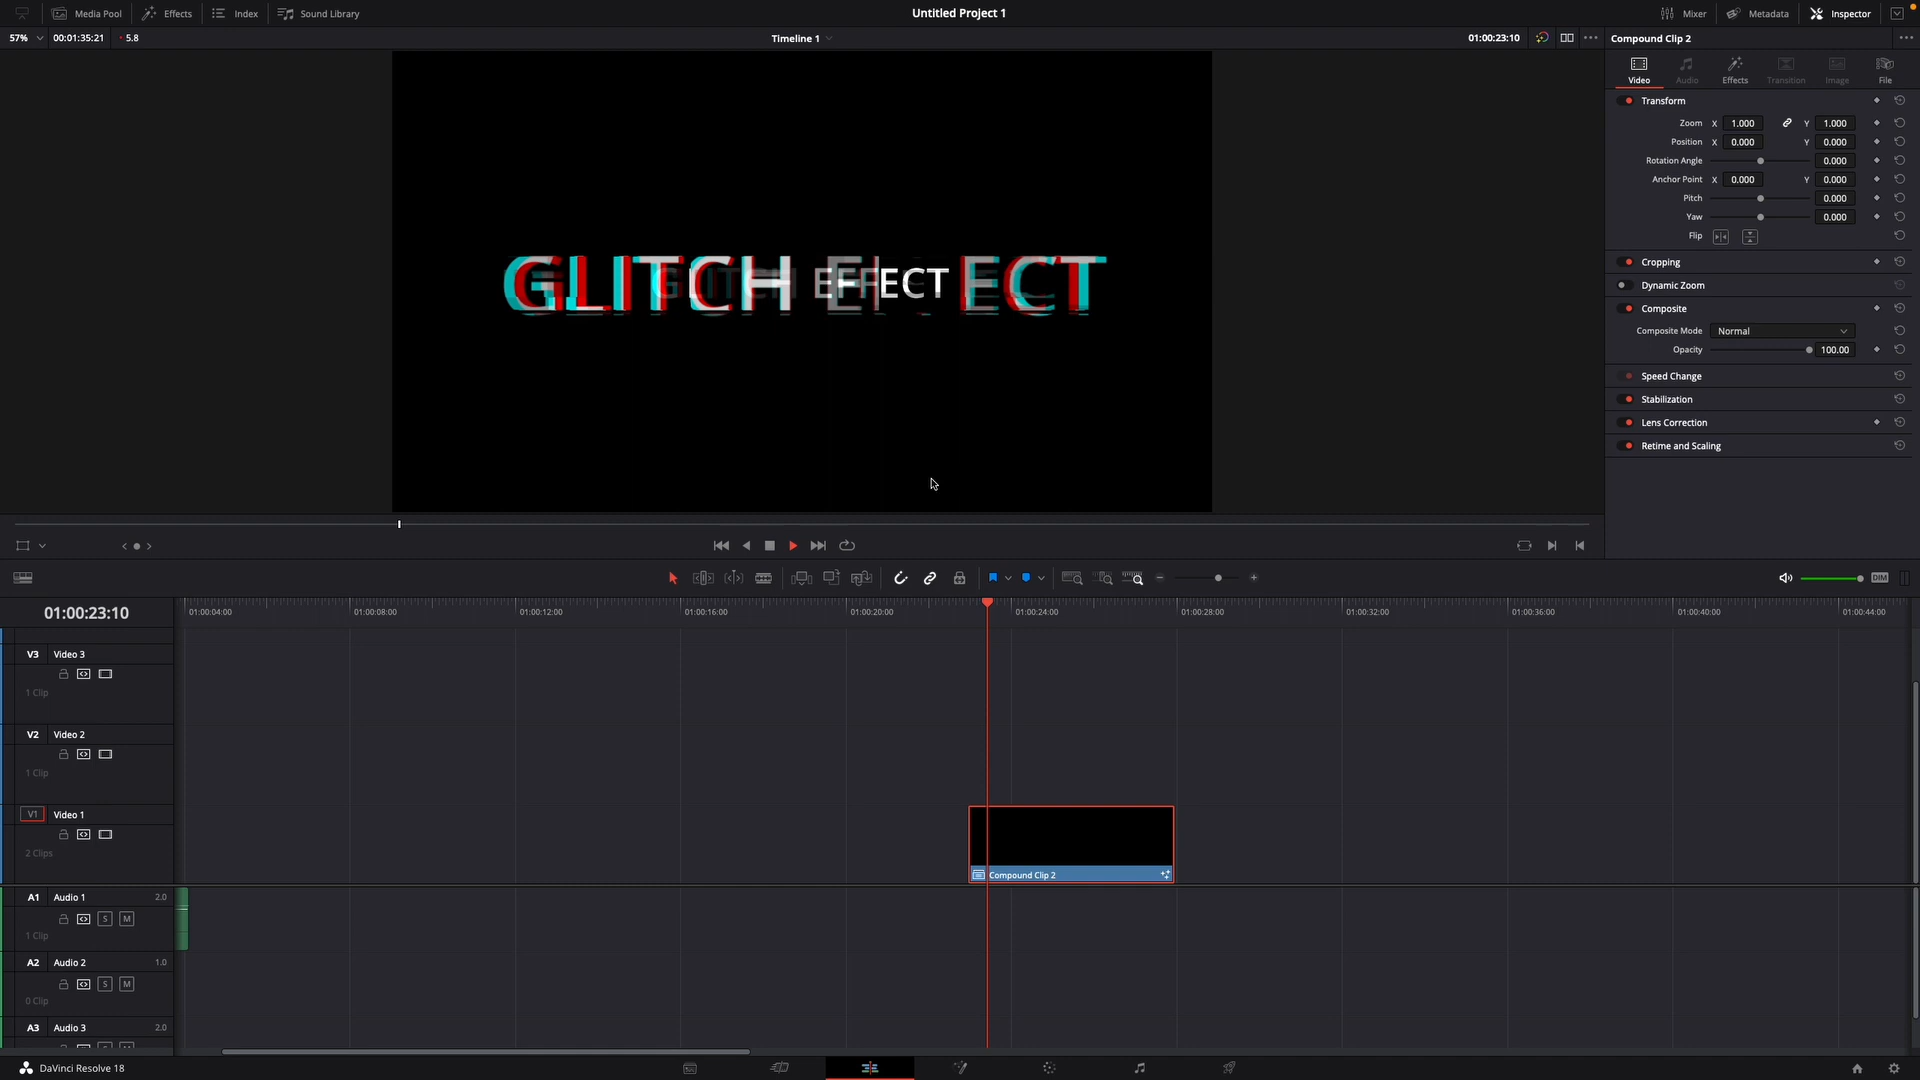 Media Pool Effects Index Sound Library Untitled Project 1 Mixer Metadata Inspector
57% 00:01:35:21 5.8 Timeline 1 01:00:23:10 Compound Clip 2
Video Audio Effects Transition Image File
Transform
Zoom X 1.000 Y 1.000
Position X 0.000 Y 0.000
Rotation Angle 0.000
Anchor Point X 0.000 Y 0.000
Pitch 0.000
Yaw 0.000
Flip
Cropping
Dynamic Zoom
Composite
Composite Mode Normal
Opacity 100.00
Speed Change
Stabilization
Lens Correction
Retime and Scaling
GLITCH EFFECT
GLITCH EFFECT
DIM
01:00:23:10
01:00:04:00 01:00:08:00 01:00:12:00 01:00:16:00 01:00:20:00 01:00:24:00 01:00:28:00 01:00:32:00 01:00:36:00 01:00:40:00 01:00:44:00
V3 Video 3
1 Clip
V2 Video 2
1 Clip
V1 Video 1
2 Clips
Compound Clip 2
A1 Audio 1 2.0
S M
1 Clip
A2 Audio 2 1.0
S M
0 Clip
A3 Audio 3 2.0
DaVinci Resolve 18